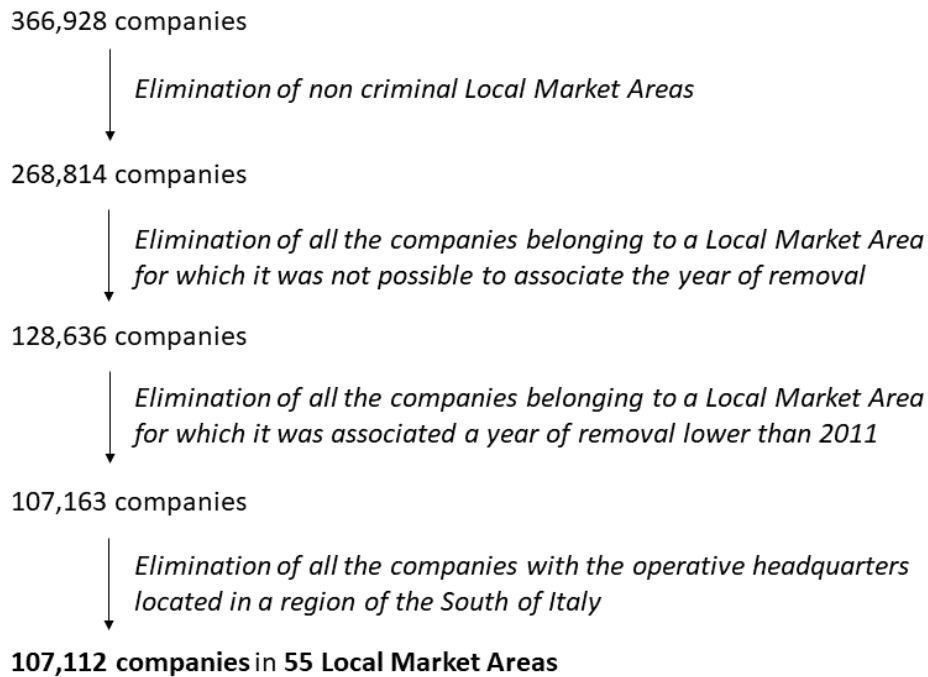 366,928 companies
Elimination of non criminal Local Market Areas
268,814 companies
Elimination of all the companies belonging to a Local Market Area
for which it was not possible to associate the year of removal
128,636 companies
Elimination of all the companies belonging to a Local Market Area
for which it was associated a year of removal lower than 2011
107,163 companies
Elimination of all the companies with the operative headquarters
located in a region of the South of Italy
107,112 companies in 55 Local Market Areas